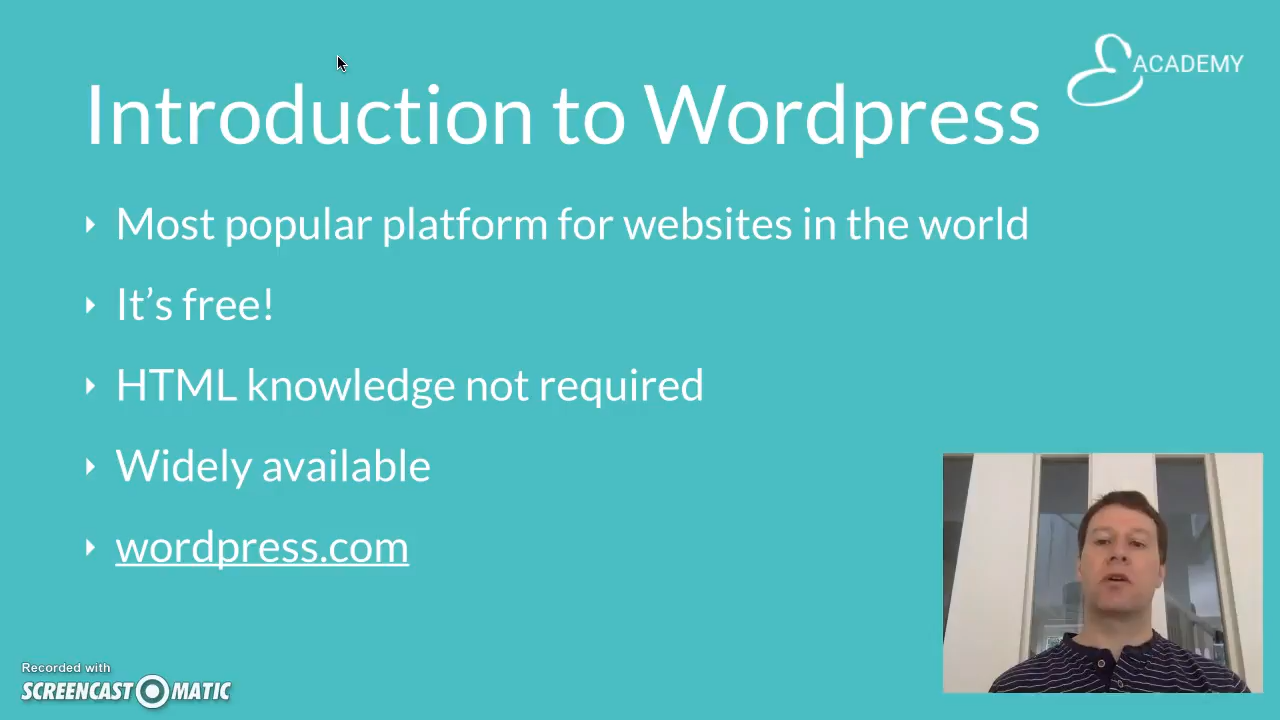 ACADEMY
Introduction to Wordpress
Most popular platform for websites in the world
It’s free!
HTML knowledge not required
Widely available
wordpress.com
Recorded with
SCREENCAST MATIC